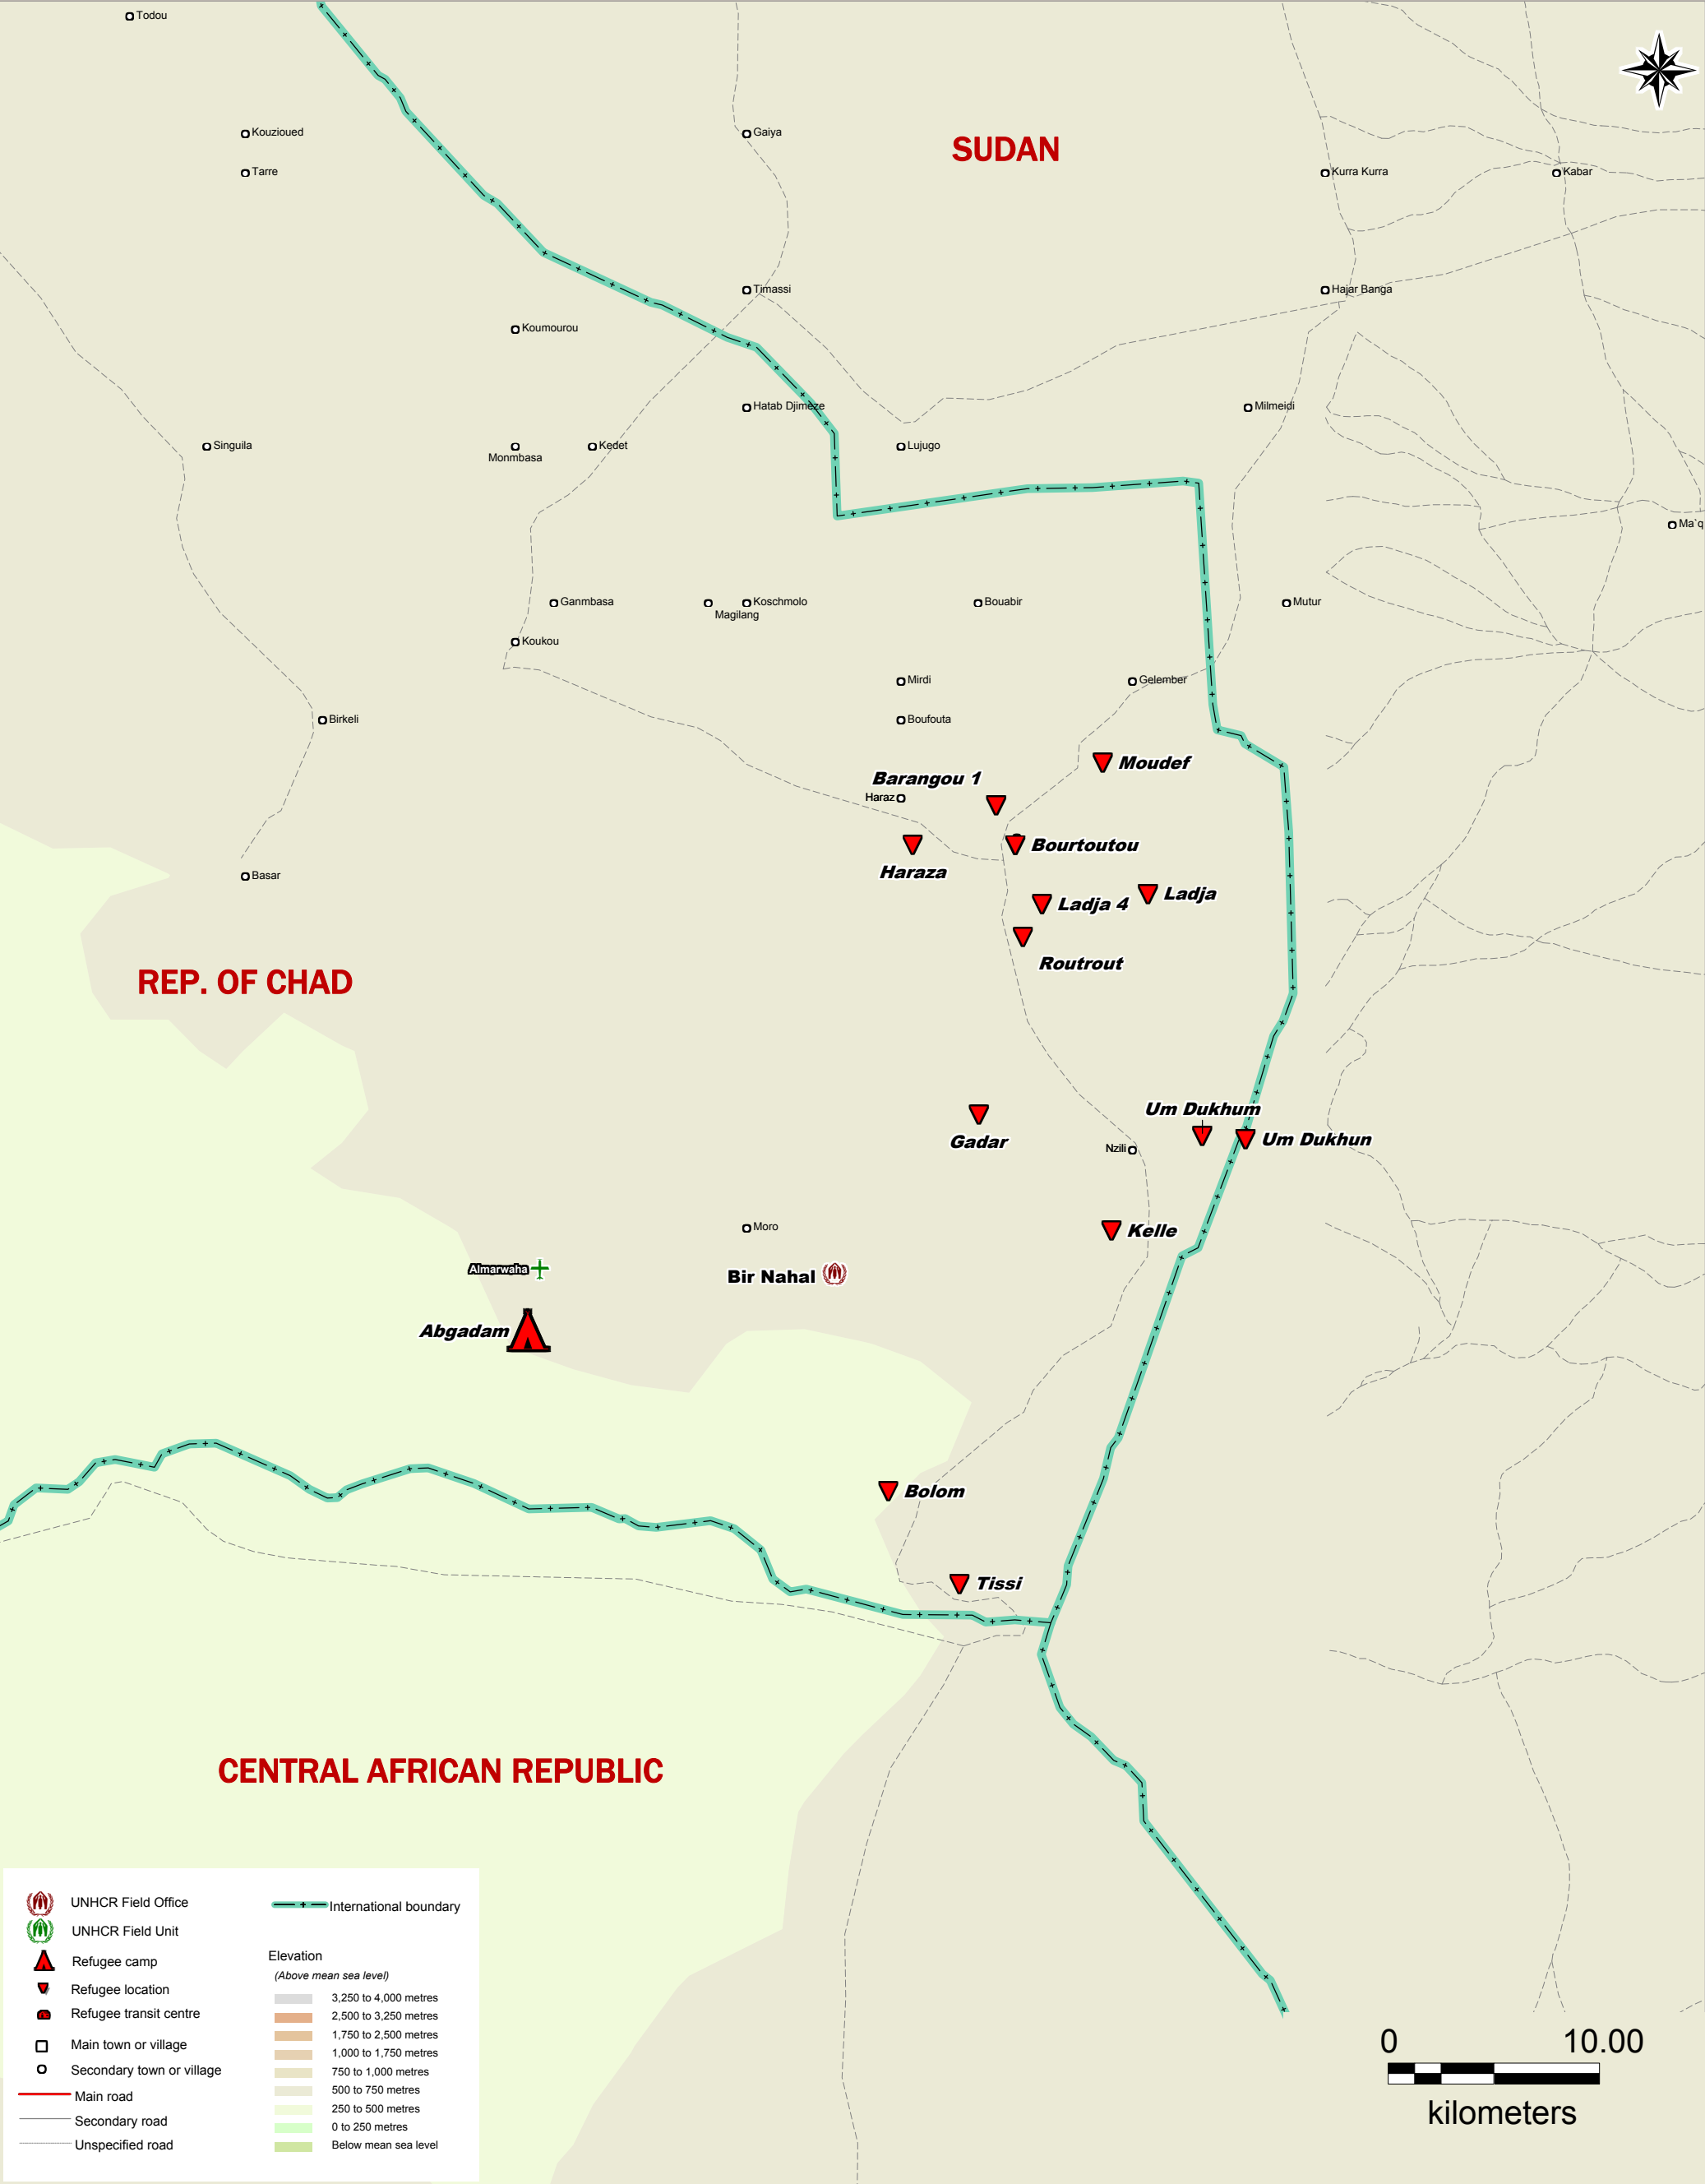 Todou
Kouzioued
Gaiya
SUDAN
Tarre
Kurra Kurra
Kabar
Timassi
Hajar Banga
Koumourou
Hatab Djimeze
Milmeidi
Singuila
Monmbasa
Kedet
Lujugo
Ma`q
Ganmbasa
Magilang
Koschmolo
Bouabir
Mutur
Koukou
Mirdi
Gelember
Birkeli
Boufouta
Moudef
Barangou 1
Haraz
Bourtoutou
Haraza
Basar
Ladja
Ladja 4
Routrout
REP. OF CHAD
Um Dukhum
Um Dukhun
Gadar
Nzili
Moro
Kelle
Almarwaha
Bir Nahal
Abgadam
Bolom
Tissi
CENTRAL AFRICAN REPUBLIC
UNHCR Field Office
UNHCR Field Unit
Refugee camp
Refugee location
Refugee transit centre
Main town or village
Secondary town or village
Main road
Secondary road
Unspecified road
International boundary
Elevation
(Above mean sea level)
3,250 to 4,000 metres
2,500 to 3,250 metres
1,750 to 2,500 metres
1,000 to 1,750 metres
750 to 1,000 metres
500 to 750 metres
250 to 500 metres
0 to 250 metres
Below mean sea level
0 10.00
kilometers